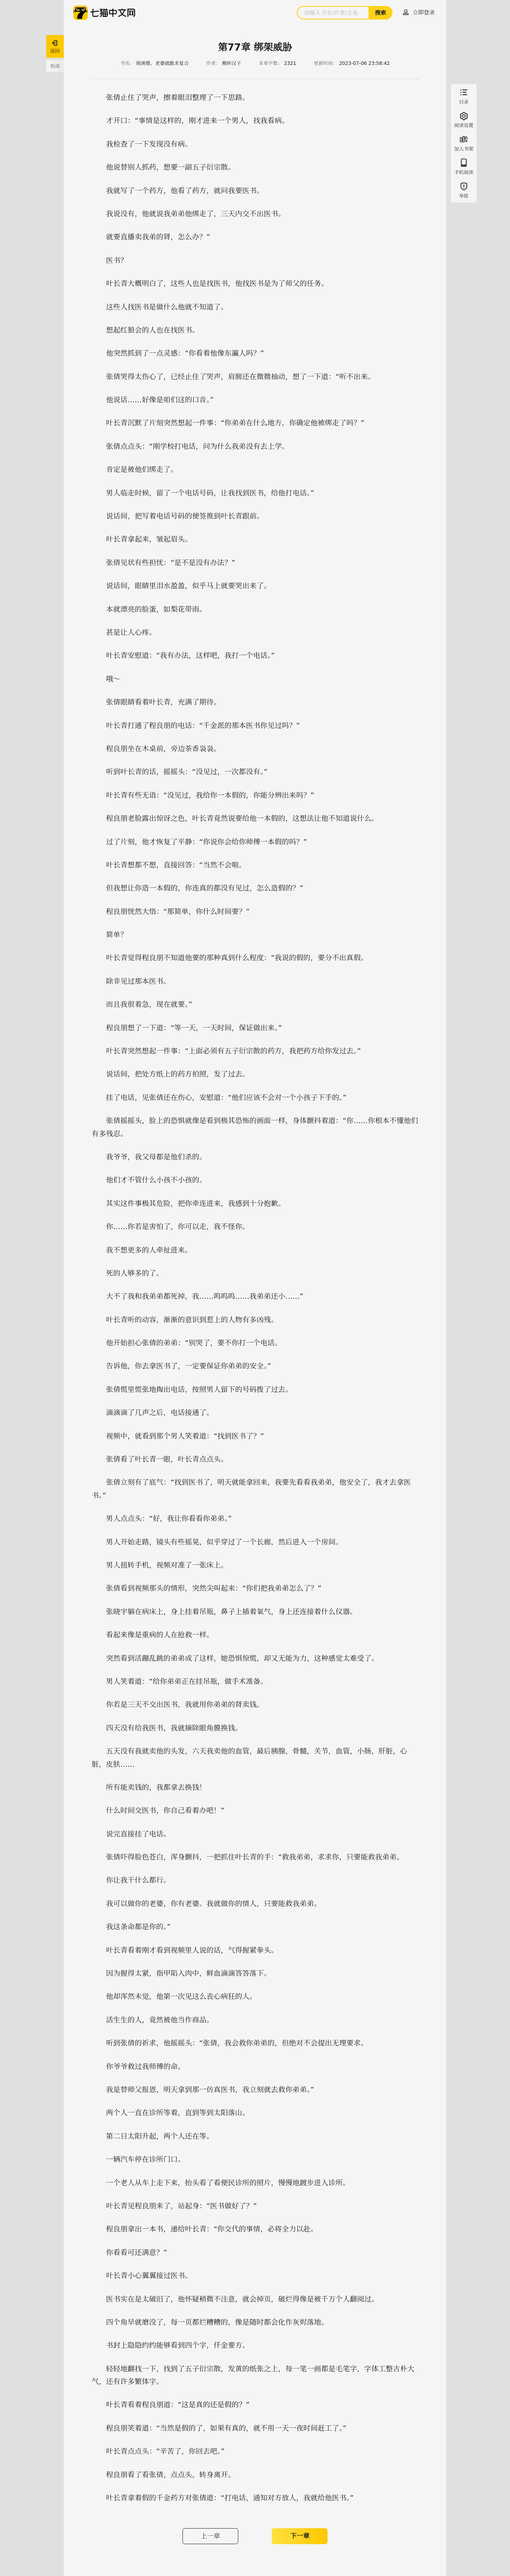 七猫中文网
请输入书名/作者/主角
搜索
立即登录
返回
指南
目录
阅读设置
加入书架
手机阅读
举报
第77章 绑架威胁
本章字数： 2321
更新时间： 2023-07-06 23:58:42
张倩止住了哭声，擦着眼泪整理了一下思路。
才开口：“事情是这样的，刚才进来一个男人，找我看病。
我检查了一下发现没有病。
他说替别人抓药，想要一副五子衍宗散。
我就写了一个药方，他看了药方，就问我要医书。
我说没有，他就说我弟弟他绑走了，三天内交不出医书。
就要直播卖我弟的肾，怎么办？”
医书？
叶长青大概明白了，这些人也是找医书，他找医书是为了师父的任务。
这些人找医书是做什么他就不知道了。
想起红狼会的人也在找医书。
他突然抓到了一点灵感：“你看着他像东瀛人吗？”
张倩哭得太伤心了，已经止住了哭声，肩膀还在微微抽动，想了一下道：“听不出来。
他说话……好像是咱们这的口音。”
叶长青沉默了片刻突然想起一件事：“你弟弟在什么地方，你确定他被绑走了吗？”
张倩点点头：“刚学校打电话，问为什么我弟没有去上学。
肯定是被他们绑走了。
男人临走时候，留了一个电话号码，让我找到医书，给他打电话。”
说话间，把写着电话号码的便签推到叶长青跟前。
叶长青拿起来，皱起眉头。
张倩见状有些担忧：“是不是没有办法？”
说话间，眼睛里泪水盈盈，似乎马上就要哭出来了。
本就漂亮的脸蛋，如梨花带雨。
甚是让人心疼。
叶长青安慰道：“我有办法，这样吧，我打一个电话。”
哦～
张倩眼睛看着叶长青，充满了期待。
叶长青打通了程良朋的电话：“千金派的那本医书你见过吗？”
程良朋坐在木桌前，旁边茶香袅袅。
听到叶长青的话，摇摇头：“没见过，一次都没有。”
叶长青有些无语：“没见过，我给你一本假的，你能分辨出来吗？”
程良朋老脸露出惊讶之色，叶长青竟然说要给他一本假的，这想法让他不知道说什么。
过了片刻，他才恢复了平静：“你说你会给你师傅一本假的吗？”
叶长青想都不想，直接回答：“当然不会啦。
但我想让你造一本假的，你连真的都没有见过，怎么造假的？”
程良朋恍然大悟：“那简单，你什么时间要？”
简单？
叶长青觉得程良朋不知道他要的那种真到什么程度：“我说的假的，要分不出真假。
除非见过那本医书。
而且我很着急，现在就要。”
程良朋想了一下道：“等一天，一天时间，保证做出来。”
叶长青突然想起一件事：“上面必须有五子衍宗散的药方，我把药方给你发过去。”
说话间，把处方纸上的药方拍照，发了过去。
挂了电话，见张倩还在伤心，安慰道：“他们应该不会对一个小孩子下手的。”
张倩摇摇头，脸上的恐惧就像是看到极其恐怖的画面一样，身体颤抖着道：“你……你根本不懂他们
有多残忍。
我爷爷，我父母都是他们杀的。
他们才不管什么小孩不小孩的。
其实这件事极其危险，把你牵连进来，我感到十分抱歉。
你……你若是害怕了，你可以走，我不怪你。
我不想更多的人牵扯进来。
死的人够多的了。
大不了我和我弟弟都死掉，我……呜呜呜……我弟弟还小……”
叶长青听的动容，渐渐的意识到惹上的人物有多凶残。
他开始担心张倩的弟弟：“别哭了，要不你打一个电话。
告诉他，你去拿医书了，一定要保证你弟弟的安全。”
张倩慌里慌张地掏出电话，按照男人留下的号码拨了过去。
滴滴滴了几声之后，电话接通了。
视频中，就看到那个男人笑着道：“找到医书了？”
张倩看了叶长青一眼，叶长青点点头。
张倩立刻有了底气：“找到医书了，明天就能拿回来，我要先看看我弟弟，他安全了，我才去拿医
书。”
男人点点头：“好，我让你看看你弟弟。”
男人开始走路，镜头有些摇晃，似乎穿过了一个长廊，然后进入一个房间。
男人扭转手机，视频对准了一张床上。
张倩看到视频那头的情形，突然尖叫起来：“你们把我弟弟怎么了？”
张晓宇躺在病床上，身上挂着吊瓶，鼻子上插着氧气，身上还连接着什么仪器。
看起来像是重病的人在抢救一样。
突然看到活蹦乱跳的弟弟成了这样，她恐惧惊慌，却又无能为力，这种感觉太难受了。
男人笑着道：“给你弟弟正在挂吊瓶，做手术准备。
你若是三天不交出医书，我就用你弟弟的肾卖钱。
四天没有给我医书，我就摘除眼角膜换钱。
五天没有我就卖他的头发，六天我卖他的血管，最后胰腺，骨髓，关节，血管，小肠，肝脏，心
脏，皮肤……
所有能卖钱的，我都拿去换钱！
什么时间交医书，你自己看着办吧！”
说完直接挂了电话。
张倩吓得脸色苍白，浑身颤抖，一把抓住叶长青的手：“救我弟弟，求求你，只要能救我弟弟。
你让我干什么都行。
我可以做你的老婆，你有老婆。我就做你的情人，只要能救我弟弟。
我这条命都是你的。”
叶长青看着刚才看到视频里人说的话，气得握紧拳头。
因为握得太紧，指甲陷入肉中，鲜血滴滴答答落下。
他却浑然未觉，他第一次见这么丧心病狂的人。
活生生的人，竟然被他当作商品。
听到张倩的祈求，他摇摇头：“张倩，我会救你弟弟的，但绝对不会提出无理要求。
你爷爷救过我师傅的命。
我是替师父报恩，明天拿到那一仿真医书，我立刻就去救你弟弟。”
两个人一直在诊所等着，直到等到太阳落山。
第二日太阳升起，两个人还在等。
一辆汽车停在诊所门口。
一个老人从车上走下来，抬头看了看便民诊所的照片，慢慢地踱步进入诊所。
叶长青见程良朋来了，站起身：“医书做好了？”
程良朋拿出一本书，递给叶长青：“你交代的事情，必将全力以赴。
你看看可还满意？”
叶长青小心翼翼接过医书。
医书实在是太破旧了，他怀疑稍微不注意，就会掉页，破烂得像是被千万个人翻阅过。
四个角早就磨没了，每一页都烂糟糟的，像是随时都会化作灰烬落地。
书封上隐隐约约能够看到四个字，仟金要方。
轻轻地翻找一下，找到了五子衍宗散，发黄的纸张之上，每一笔一画都是毛笔字，字体工整古朴大
气，还有许多繁体字。
叶长青看着程良朋道：“这是真的还是假的？”
程良朋笑着道：“当然是假的了，如果有真的，就不用一天一夜时间赶工了。”
叶长青点点头：“辛苦了，你回去吧。”
程良朋看了看张倩，点点头，转身离开。
叶长青拿着假的千金药方对张倩道：“打电话，通知对方放人，我就给他医书。”
上一章
下一章